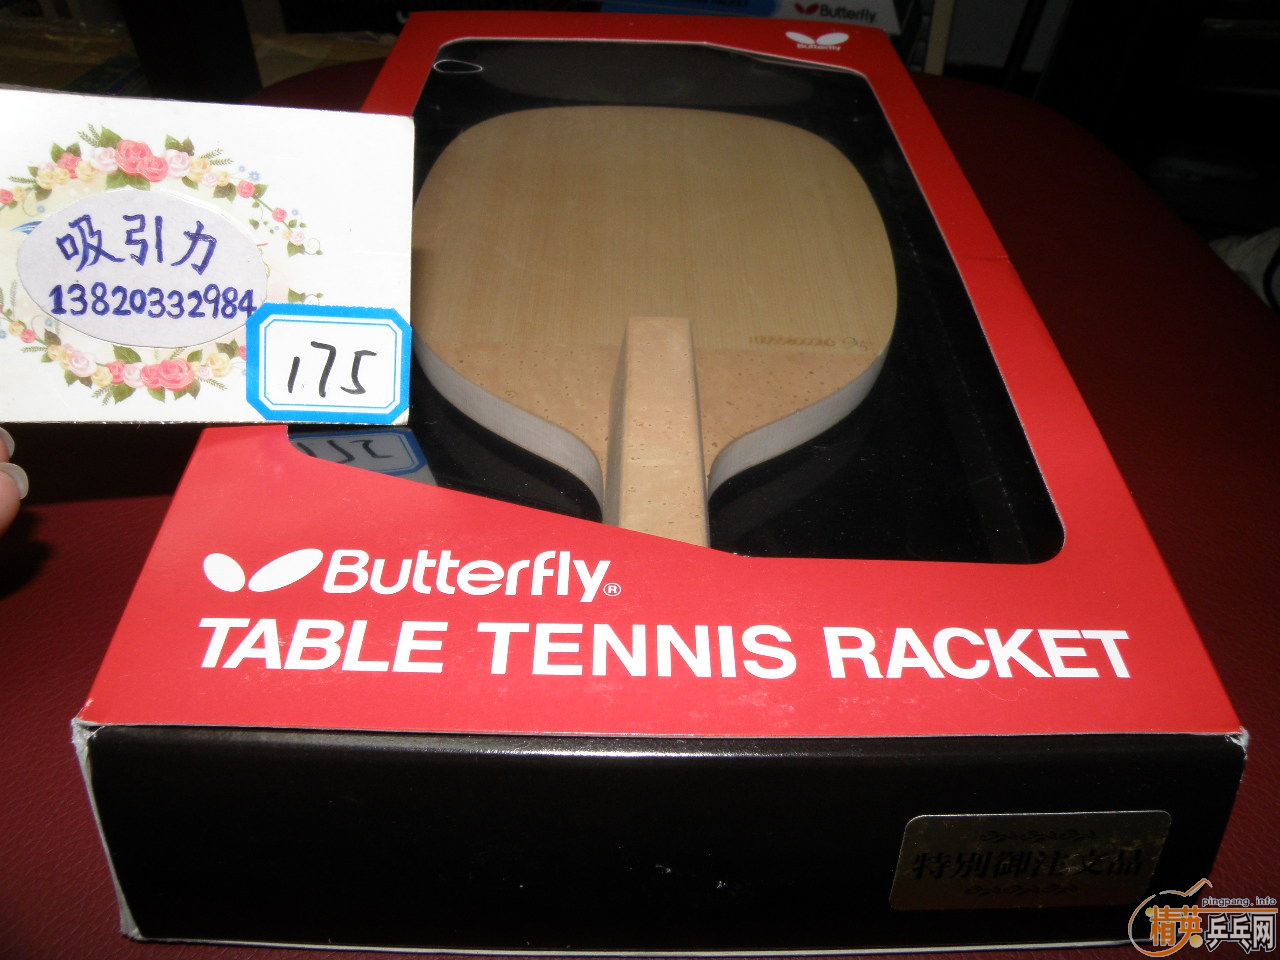 Butterfly
Butterfly
吸引力
13820332984
175
Butterfly®
TABLE TENNIS RACKET
特別御注文品
pingpang.info
精英乒乓网